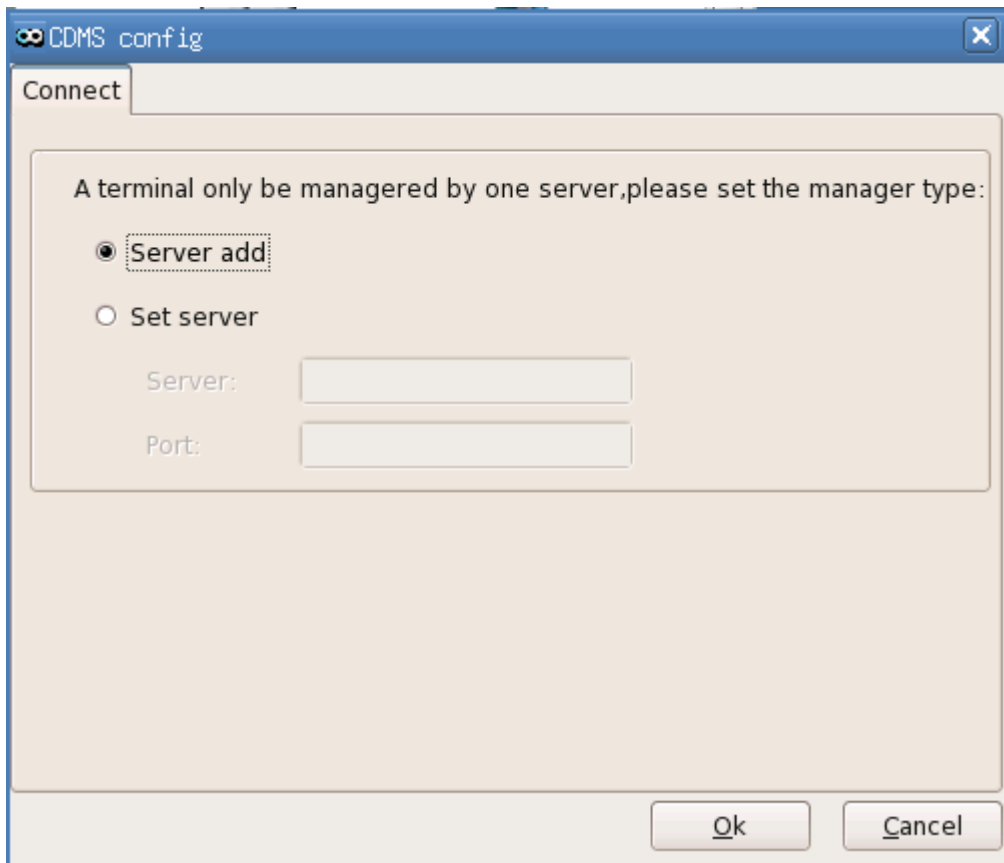 CDMS config
Connect
A terminal only be managered by one server,please set the manager type:
Server add
Set server
Server:
Port:
Ok
Cancel